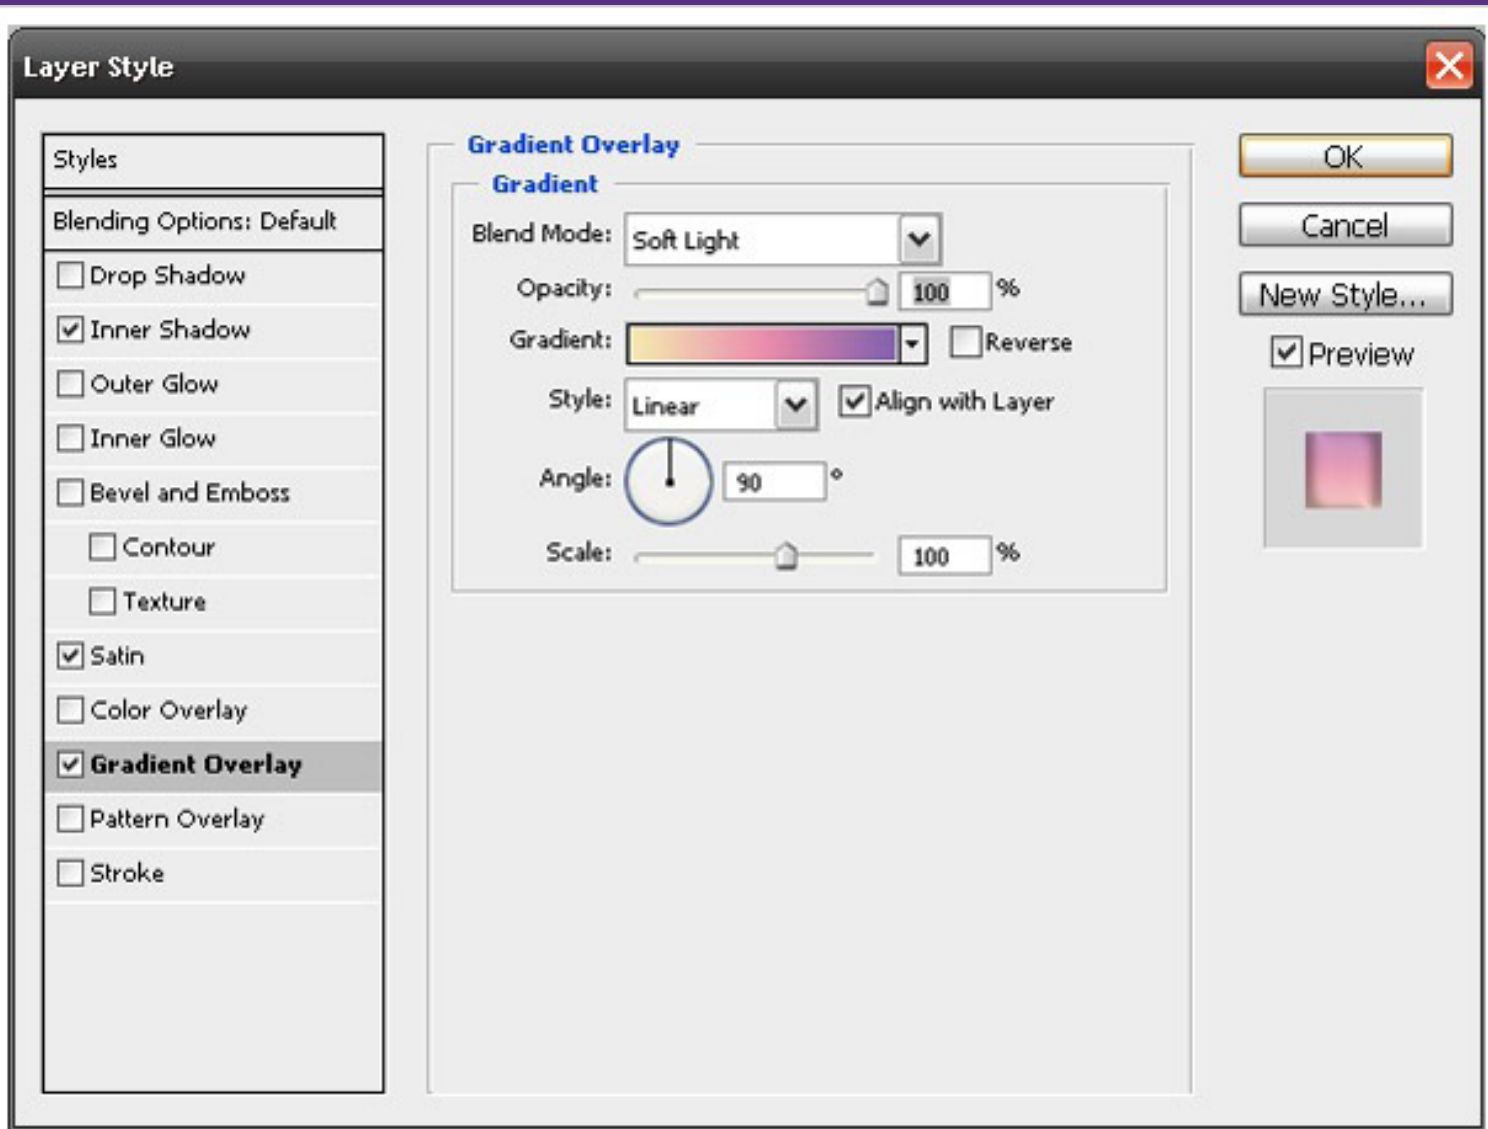 Layer Style
Styles
Blending Options: Default
Drop Shadow
Inner Shadow
Outer Glow
Inner Glow
Bevel and Emboss
Contour
Texture
Satin
Color Overlay
Gradient Overlay
Pattern Overlay
Stroke
Gradient Overlay
Gradient
Blend Mode: Soft Light
Opacity: 100 %
Gradient: Reverse
Style: Linear Align with Layer
Angle: 90 °
Scale: 100 %
OK
Cancel
New Style...
Preview